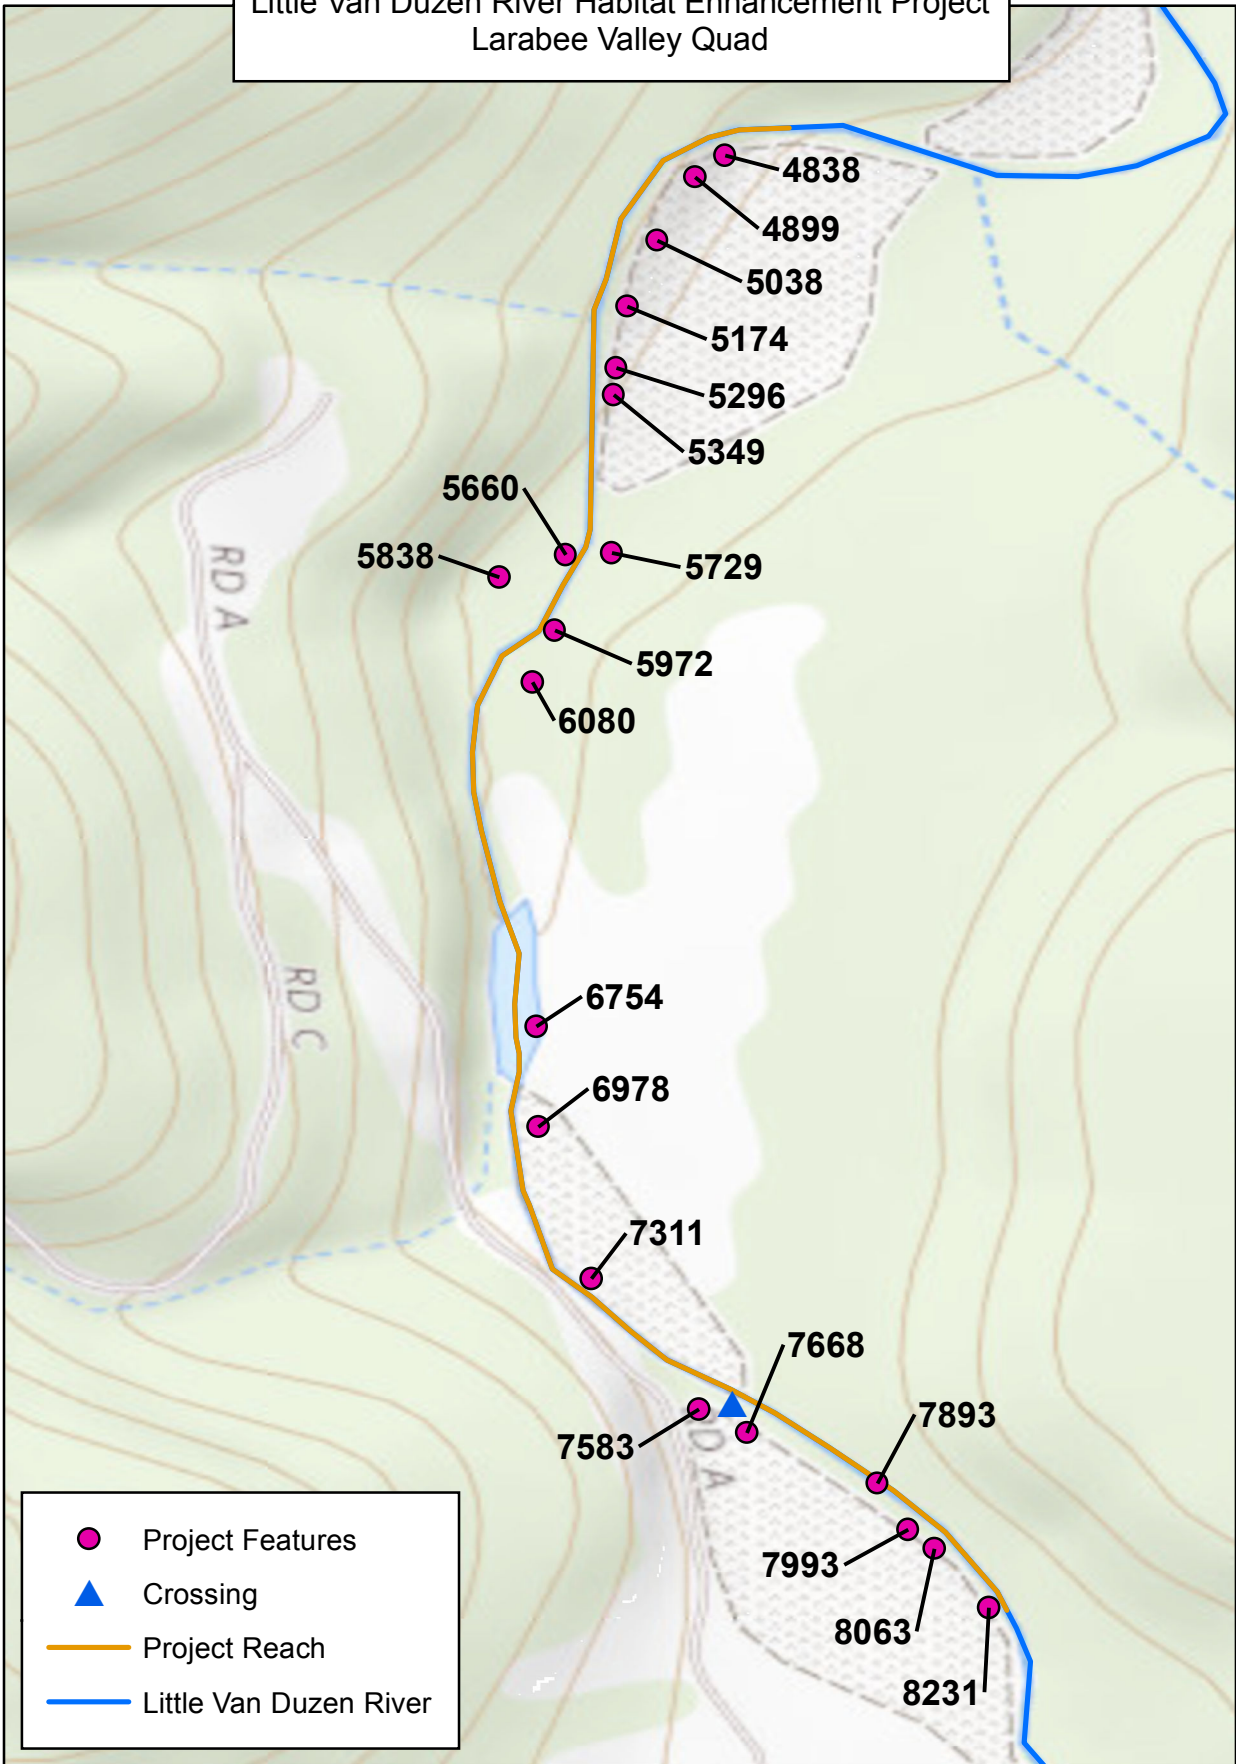 Little Van Duzen River Habitat Enhancement Project
Larabee Valley Quad
4838
4899
5038
5174
5296
5349
5660
5838
5729
RD A
5972
6080
RD C
6754
6978
7311
7668
7583
RD A
7893
7993
8063
8231
Project Features
Crossing
Project Reach
Little Van Duzen River